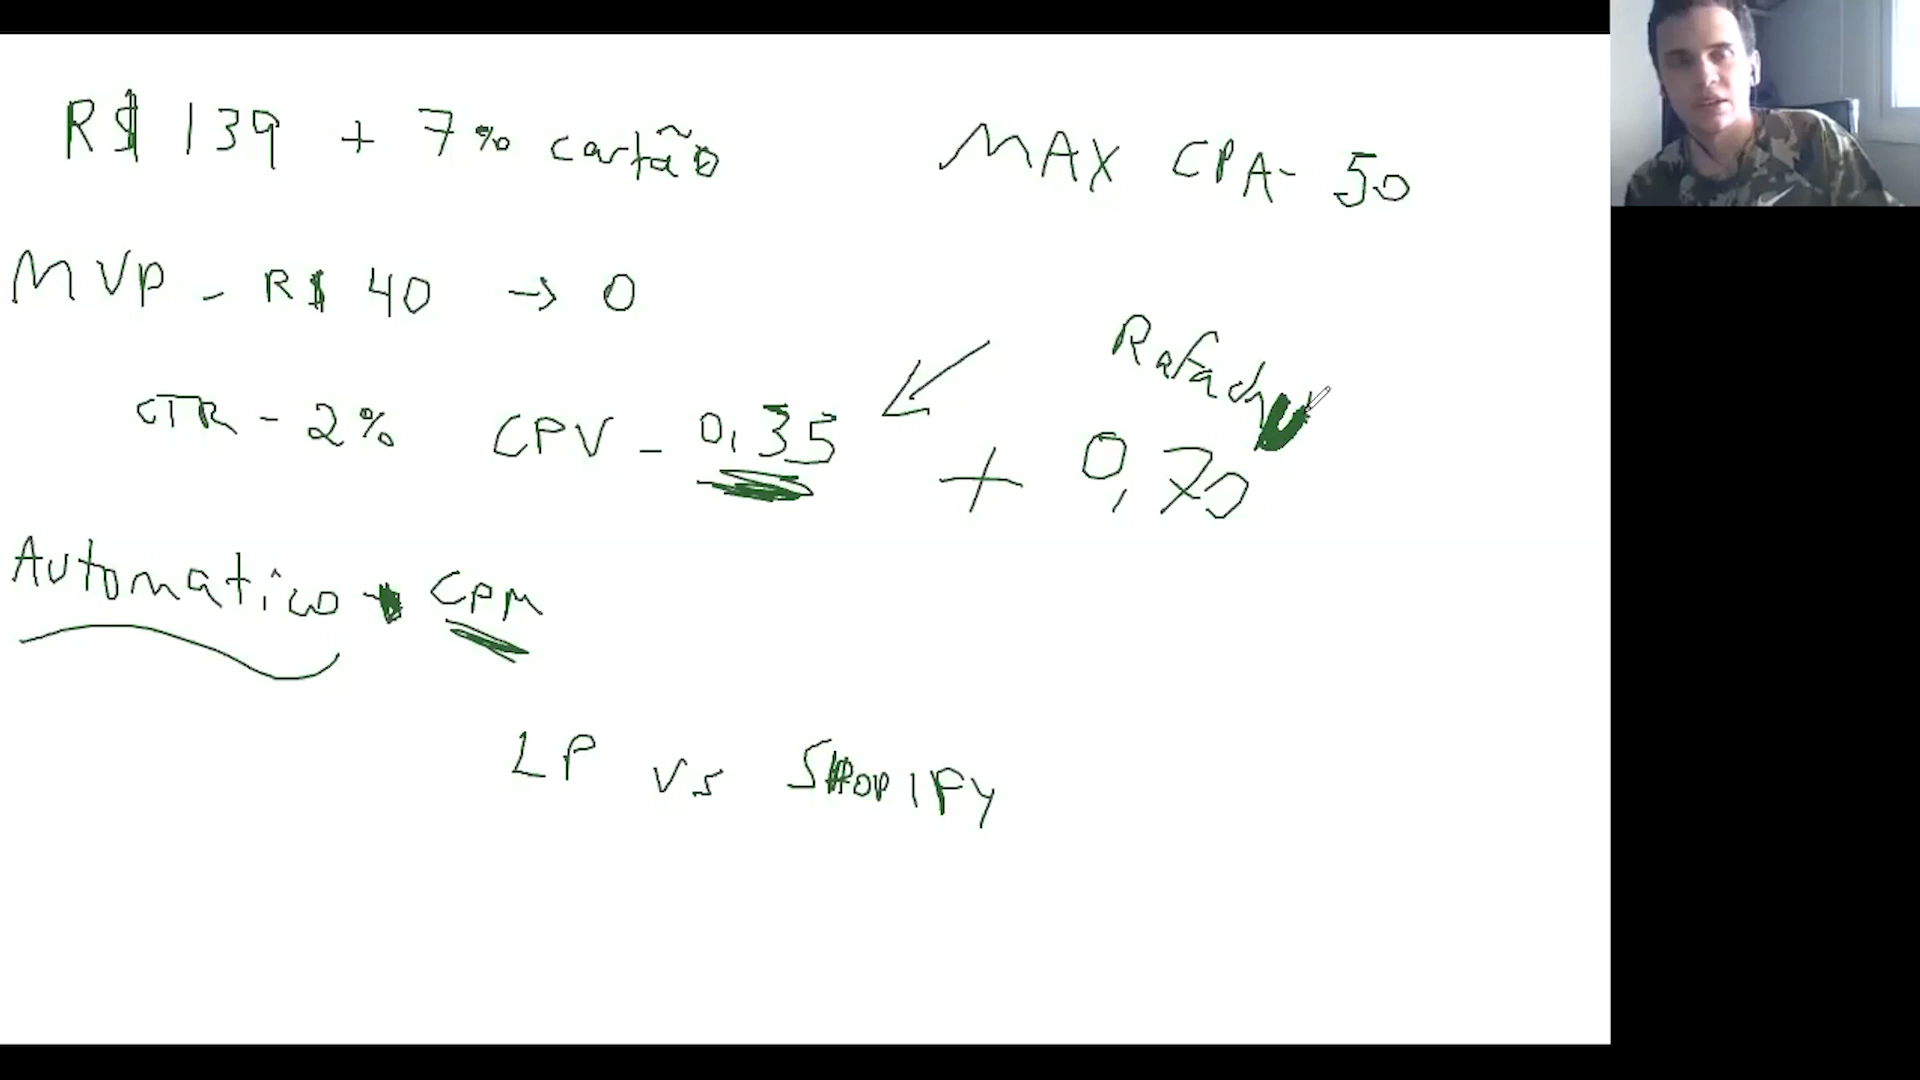 R$ 139 + 7% cartão
MAX CPA- 50
MVP - R$ 40 → 0
CTR - 2% CPV - 0,35
+ 0,70
Automatico CPM
LP vs SHOPIFY